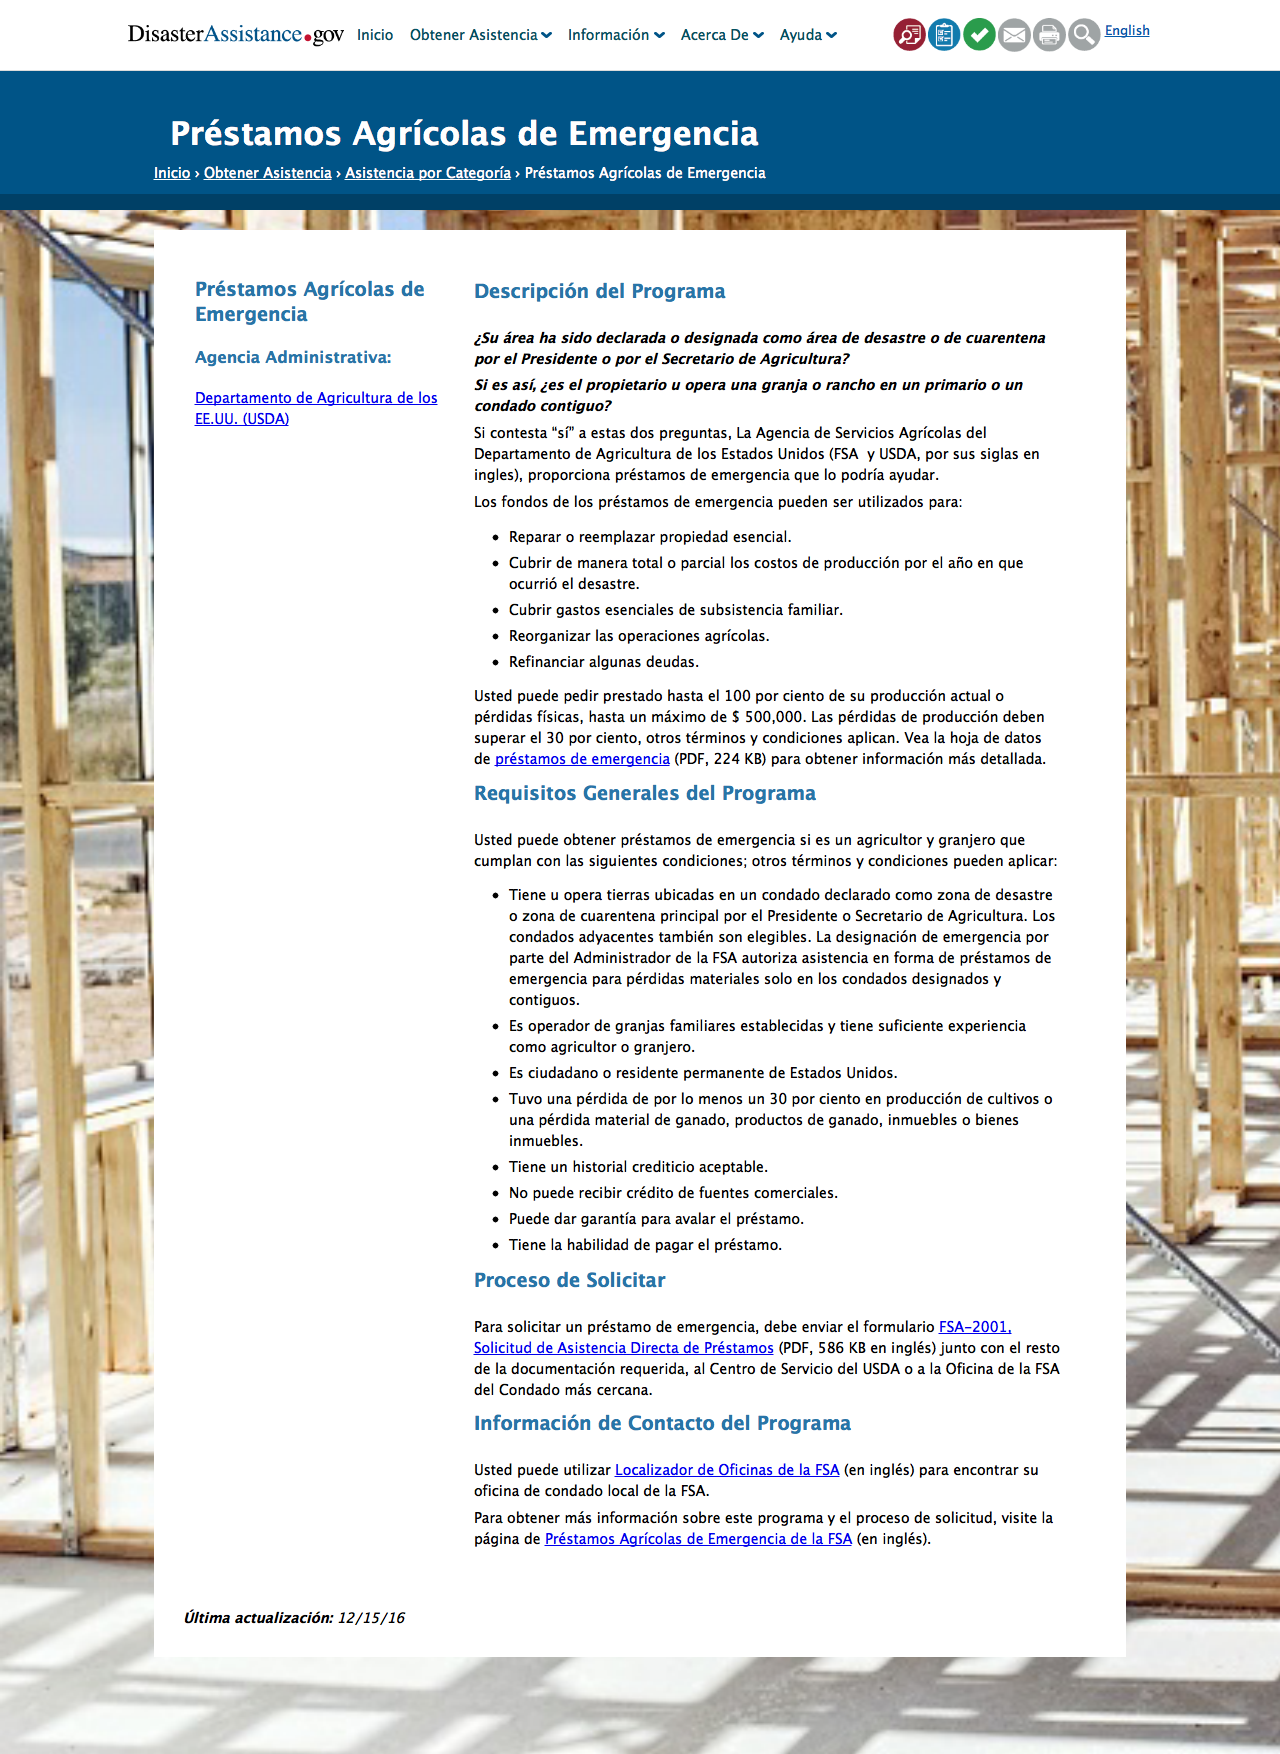 DisasterAssistance.gov Inicio Obtener Asistencia Información Acerca De Ayuda English
Préstamos Agrícolas de Emergencia
Inicio › Obtener Asistencia › Asistencia por Categoría › Préstamos Agrícolas de Emergencia
Préstamos Agrícolas de
Emergencia
Agencia Administrativa:
Departamento de Agricultura de los
EE.UU. (USDA)
Descripción del Programa
¿Su área ha sido declarada o designada como área de desastre o de cuarentena
por el Presidente o por el Secretario de Agricultura?
Si es así, ¿es el propietario u opera una granja o rancho en un primario o un
condado contiguo?
Si contesta “sí” a estas dos preguntas, La Agencia de Servicios Agrícolas del
Departamento de Agricultura de los Estados Unidos (FSA  y USDA, por sus siglas en
ingles), proporciona préstamos de emergencia que lo podría ayudar.
Los fondos de los préstamos de emergencia pueden ser utilizados para:
• Reparar o reemplazar propiedad esencial.
• Cubrir de manera total o parcial los costos de producción por el año en que
ocurrió el desastre.
• Cubrir gastos esenciales de subsistencia familiar.
• Reorganizar las operaciones agrícolas.
• Refinanciar algunas deudas.
Usted puede pedir prestado hasta el 100 por ciento de su producción actual o
pérdidas físicas, hasta un máximo de $ 500,000. Las pérdidas de producción deben
superar el 30 por ciento, otros términos y condiciones aplican. Vea la hoja de datos
de préstamos de emergencia (PDF, 224 KB) para obtener información más detallada.
Requisitos Generales del Programa
Usted puede obtener préstamos de emergencia si es un agricultor y granjero que
cumplan con las siguientes condiciones; otros términos y condiciones pueden aplicar:
• Tiene u opera tierras ubicadas en un condado declarado como zona de desastre
o zona de cuarentena principal por el Presidente o Secretario de Agricultura. Los
condados adyacentes también son elegibles. La designación de emergencia por
parte del Administrador de la FSA autoriza asistencia en forma de préstamos de
emergencia para pérdidas materiales solo en los condados designados y
contiguos.
• Es operador de granjas familiares establecidas y tiene suficiente experiencia
como agricultor o granjero.
• Es ciudadano o residente permanente de Estados Unidos.
• Tuvo una pérdida de por lo menos un 30 por ciento en producción de cultivos o
una pérdida material de ganado, productos de ganado, inmuebles o bienes
inmuebles.
• Tiene un historial crediticio aceptable.
• No puede recibir crédito de fuentes comerciales.
• Puede dar garantía para avalar el préstamo.
• Tiene la habilidad de pagar el préstamo.
Proceso de Solicitar
Para solicitar un préstamo de emergencia, debe enviar el formulario FSA-2001,
Solicitud de Asistencia Directa de Préstamos (PDF, 586 KB en inglés) junto con el resto
de la documentación requerida, al Centro de Servicio del USDA o a la Oficina de la FSA
del Condado más cercana.
Información de Contacto del Programa
Usted puede utilizar Localizador de Oficinas de la FSA (en inglés) para encontrar su
oficina de condado local de la FSA.
Para obtener más información sobre este programa y el proceso de solicitud, visite la
página de Préstamos Agrícolas de Emergencia de la FSA (en inglés).
Última actualización: 12/15/16